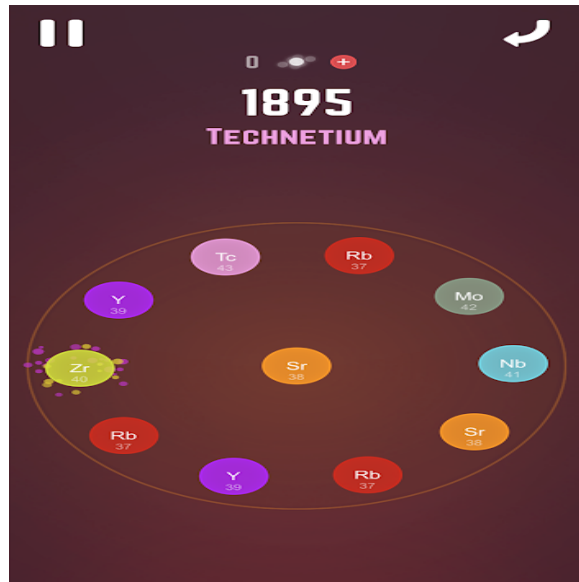 0 +
1895
TECHNETIUM
Tc
43
Rb
37
Y
39
Mo
42
Zr
40
Sr
38
Nb
41
Rb
37
Sr
38
Y
39
Rb
37